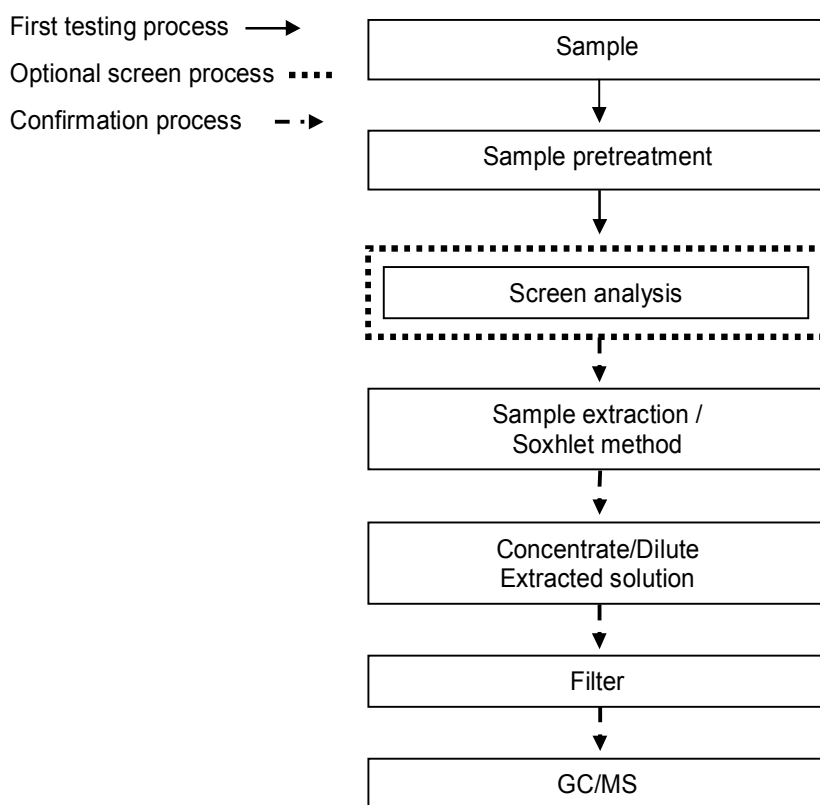 First testing process
Optional screen process
Confirmation process
Sample
Sample pretreatment
Screen analysis
Sample extraction /
Soxhlet method
Concentrate/Dilute
Extracted solution
Filter
GC/MS